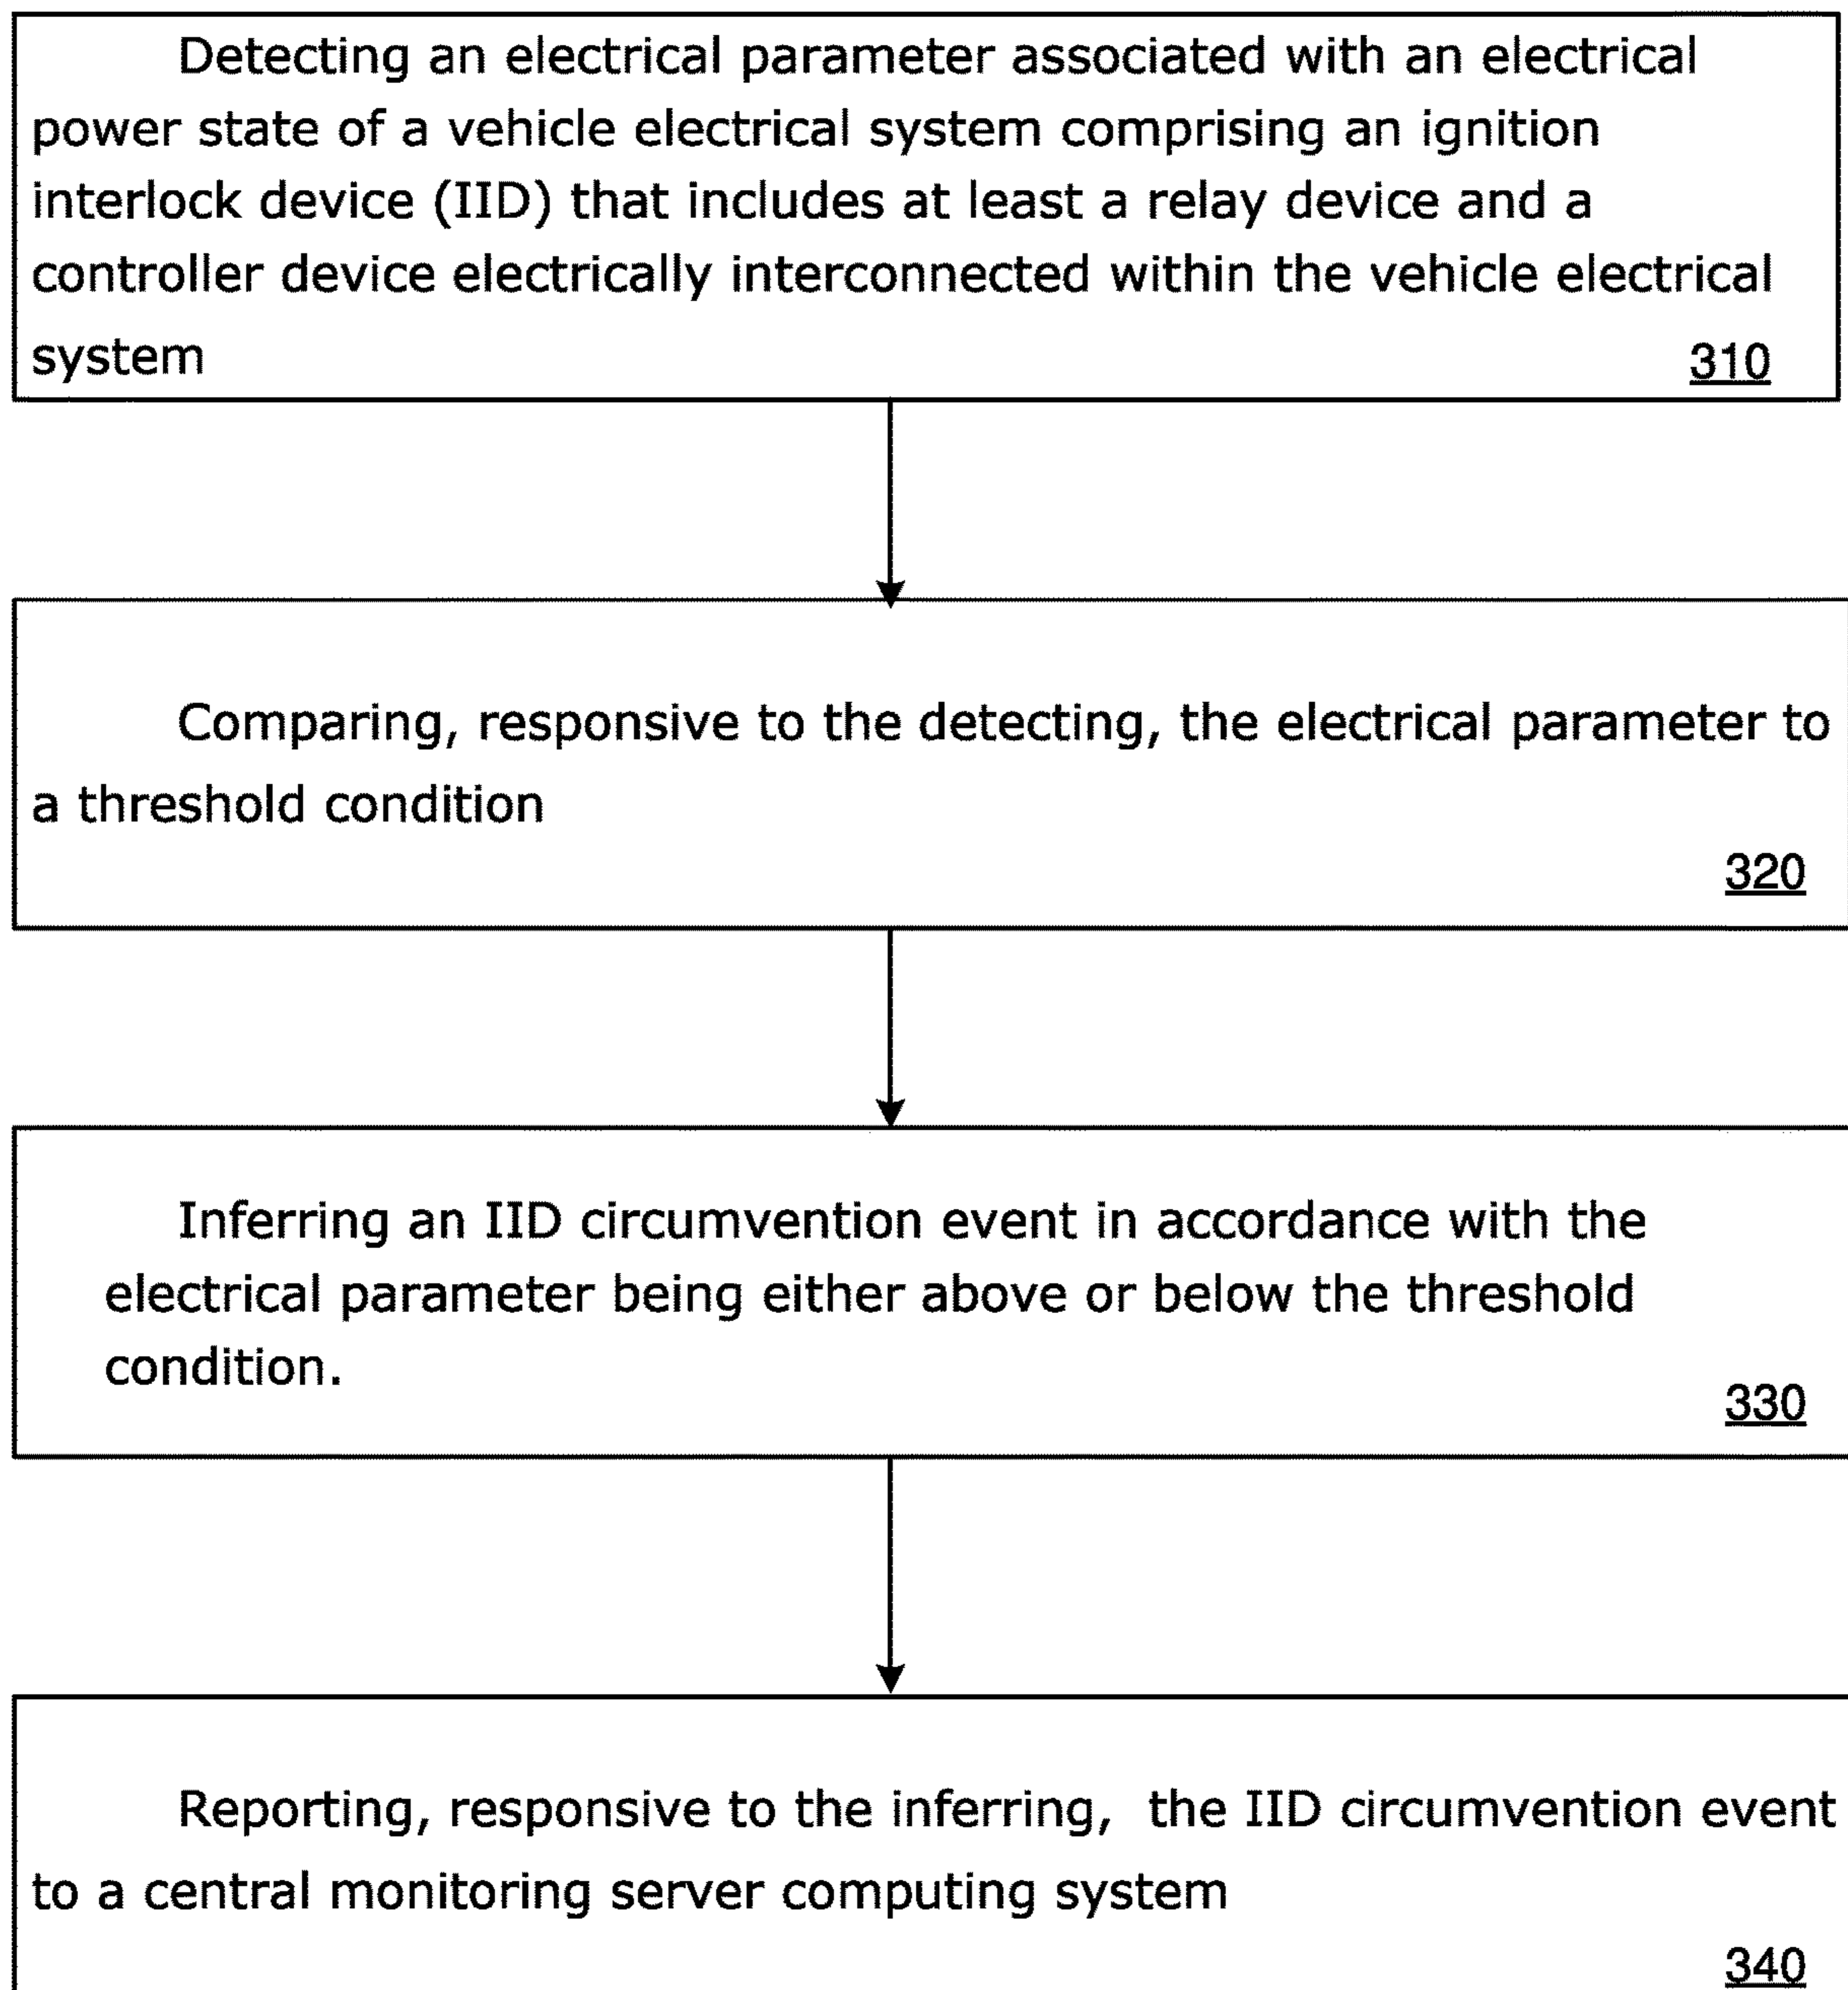 Detecting an electrical parameter associated with an electrical
power state of a vehicle electrical system comprising an ignition
interlock device (IID) that includes at least a relay device and a
controller device electrically interconnected within the vehicle electrical
system 310
Comparing, responsive to the detecting, the electrical parameter to
a threshold condition
320
Inferring an IID circumvention event in accordance with the
electrical parameter being either above or below the threshold
condition.
330
Reporting, responsive to the inferring, the IID circumvention event
to a central monitoring server computing system
340